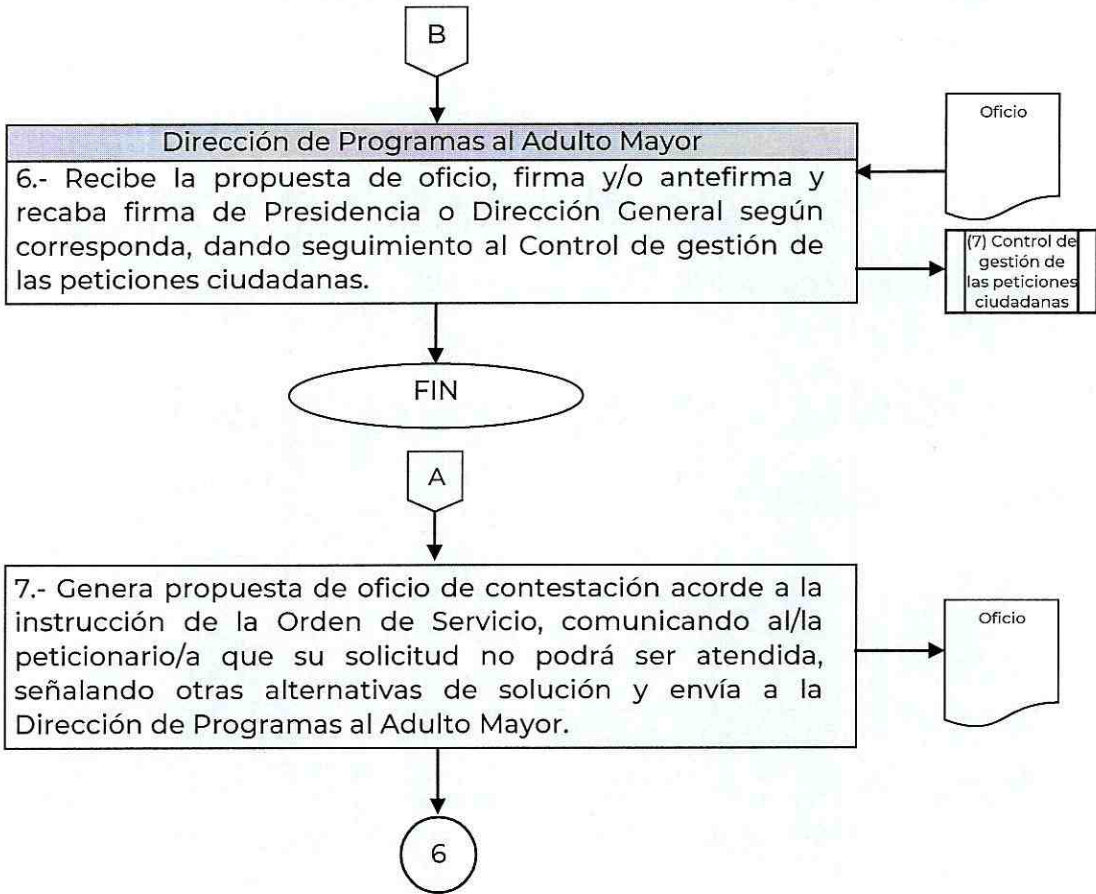 B
Dirección de Programas al Adulto Mayor
6.- Recibe la propuesta de oficio, firma y/o antefirma y
recaba firma de Presidencia o Dirección General según
corresponda, dando seguimiento al Control de gestión de
las peticiones ciudadanas.
Oficio
(7) Control de
gestión de
las peticiones
ciudadanas
FIN
A
7.- Genera propuesta de oficio de contestación acorde a la
instrucción de la Orden de Servicio, comunicando al/la
peticionario/a que su solicitud no podrá ser atendida,
señalando otras alternativas de solución y envía a la
Dirección de Programas al Adulto Mayor.
Oficio
6